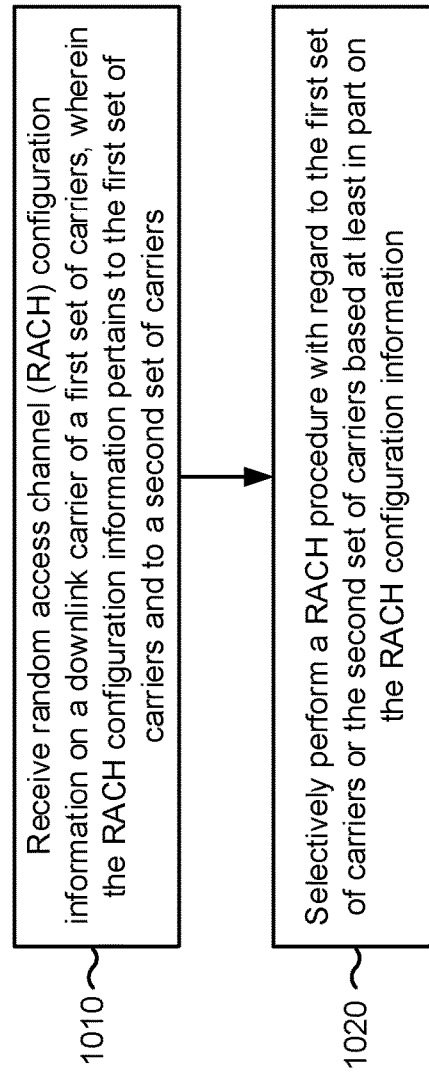 1010
Receive random access channel (RACH) configuration
information on a downlink carrier of a first set of carriers, wherein
the RACH configuration information pertains to the first set of
carriers and to a second set of carriers
1020
Selectively perform a RACH procedure with regard to the first set
of carriers or the second set of carriers based at least in part on
the RACH configuration information